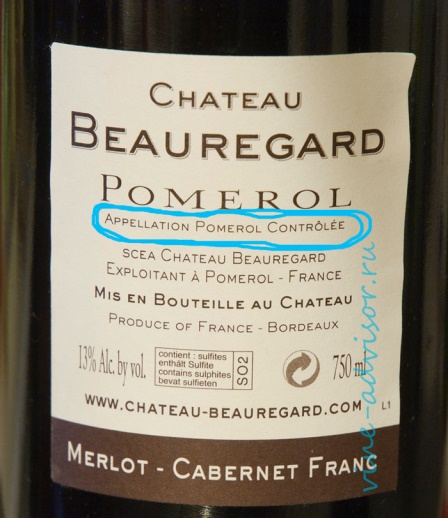 CHATEAU
BEAUREGARD
POMEROL
APPELLATION POMEROL CONTRÔLÉE
SCEA CHATEAU BEAUREGARD
EXPLOITANT À POMEROL - FRANCE
MIS EN BOUTEILLE AU CHATEAU
PRODUCE OF FRANCE - BORDEAUX
13% Alc. by vol.
contient : sulfites
enthält Sulfite
contains sulphites
bevat sulfieten
SO2
750 ml
WWW.CHATEAU-BEAUREGARD.COM
L1
MERLOT - CABERNET FRANC
vine-advisor.ru